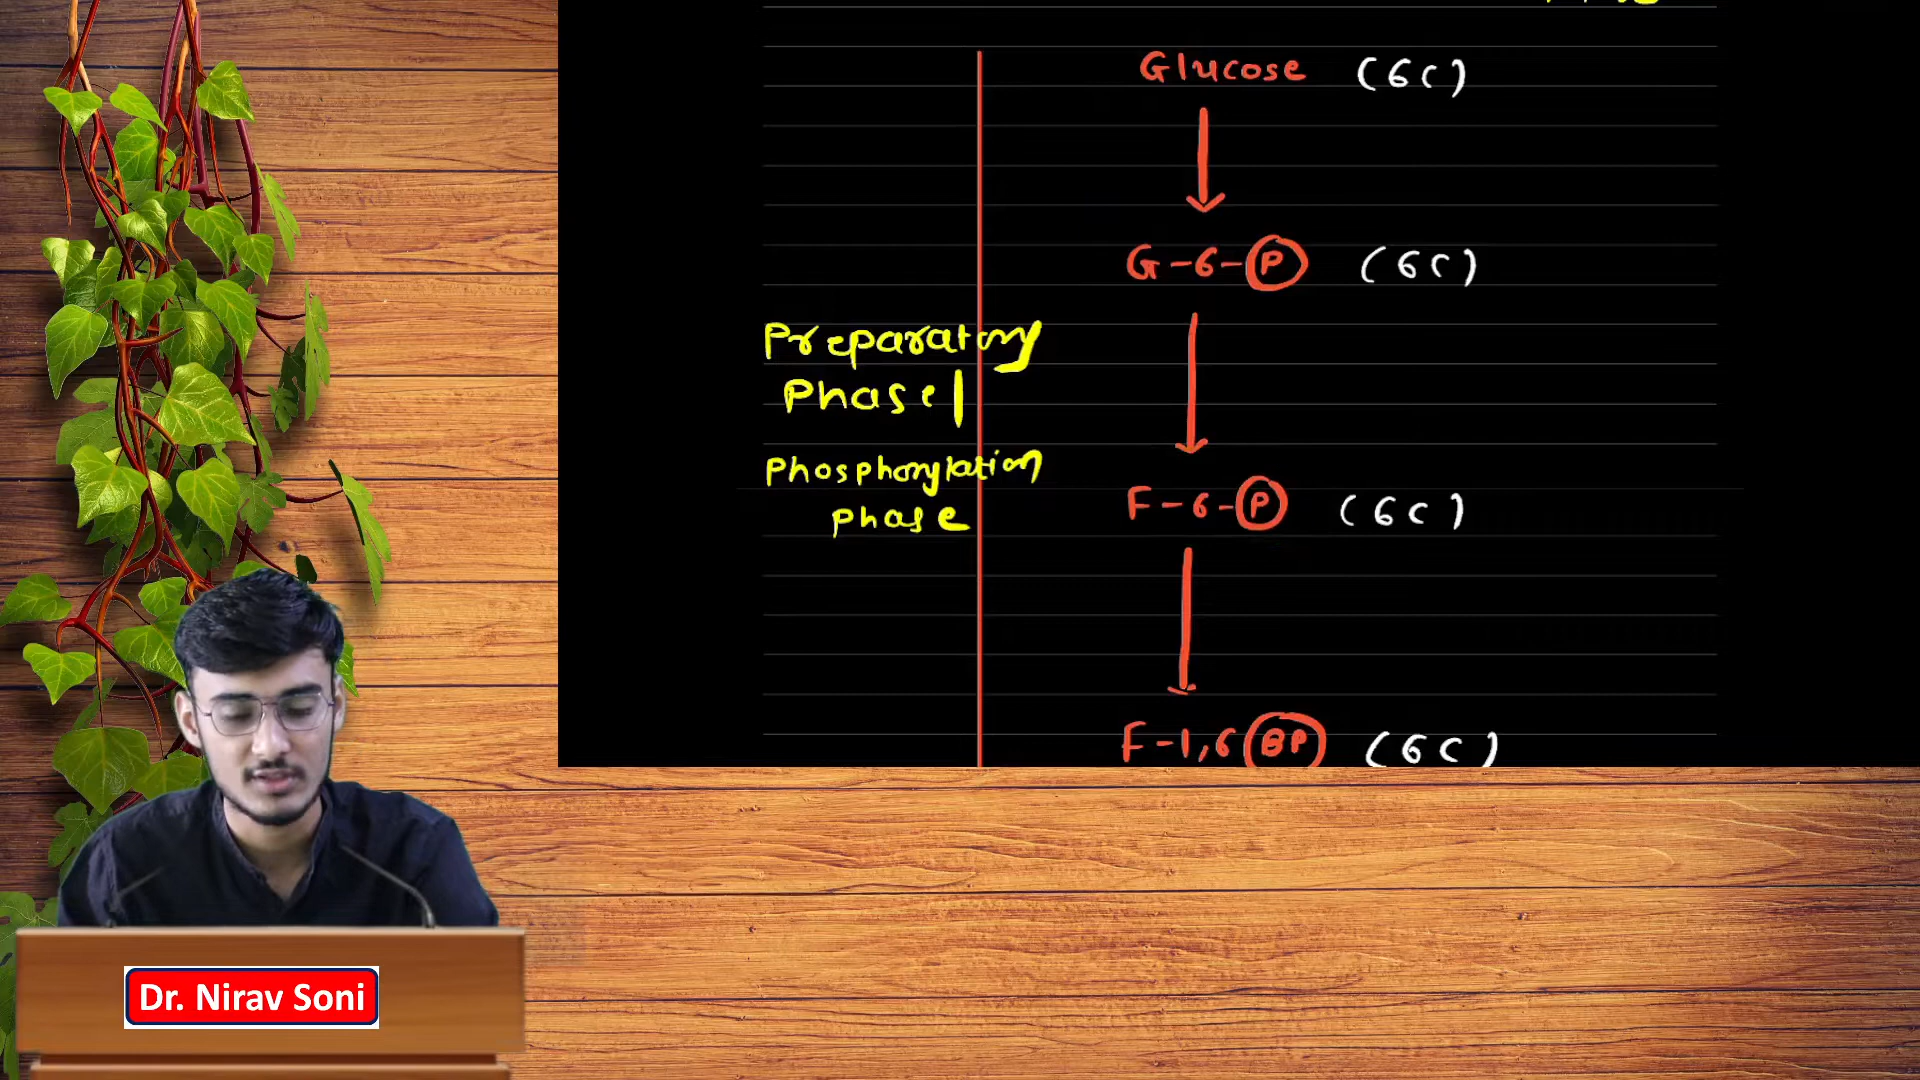 Glucose (6C)
G-6-P (6C)
Preparatory
Phase |
Phosphorylation
phase
F-6-P (6C)
F-1,6 BP (6C)
Dr. Nirav Soni